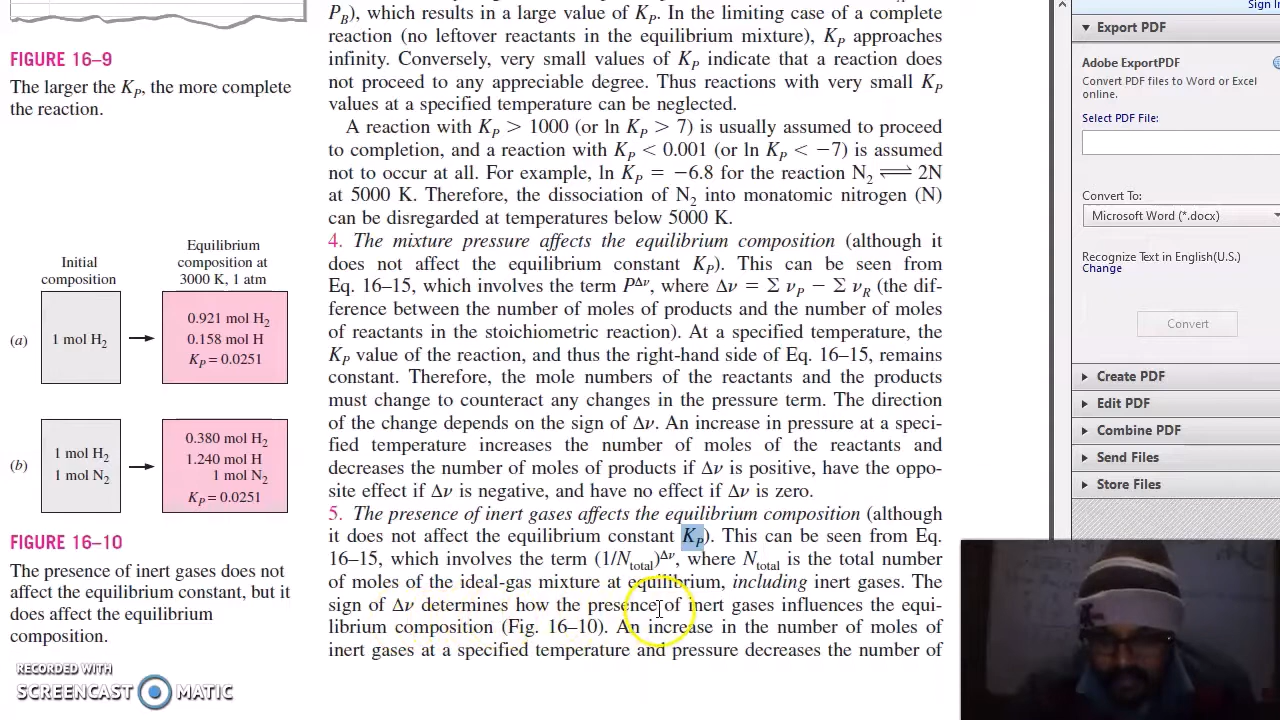 P_B), which results in a large value of K_P. In the limiting case of a complete
reaction (no leftover reactants in the equilibrium mixture), K_P approaches
infinity. Conversely, very small values of K_P indicate that a reaction does
not proceed to any appreciable degree. Thus reactions with very small K_P
values at a specified temperature can be neglected.
A reaction with K_P > 1000 (or ln K_P > 7) is usually assumed to proceed
to completion, and a reaction with K_P < 0.001 (or ln K_P < −7) is assumed
not to occur at all. For example, ln K_P = −6.8 for the reaction N₂ ⇌ 2N
at 5000 K. Therefore, the dissociation of N₂ into monatomic nitrogen (N)
can be disregarded at temperatures below 5000 K.
4. The mixture pressure affects the equilibrium composition (although it
does not affect the equilibrium constant K_P). This can be seen from
Eq. 16–15, which involves the term P^Δν, where Δν = Σ ν_P − Σ ν_R (the dif-
ference between the number of moles of products and the number of moles
of reactants in the stoichiometric reaction). At a specified temperature, the
K_P value of the reaction, and thus the right-hand side of Eq. 16–15, remains
constant. Therefore, the mole numbers of the reactants and the products
must change to counteract any changes in the pressure term. The direction
of the change depends on the sign of Δν. An increase in pressure at a speci-
fied temperature increases the number of moles of the reactants and
decreases the number of moles of products if Δν is positive, have the oppo-
site effect if Δν is negative, and have no effect if Δν is zero.
5. The presence of inert gases affects the equilibrium composition (although
it does not affect the equilibrium constant K_P). This can be seen from Eq.
16–15, which involves the term (1/N_total)^Δν, where N_total is the total number
of moles of the ideal-gas mixture at equilibrium, including inert gases. The
sign of Δν determines how the presence of inert gases influences the equi-
librium composition (Fig. 16–10). An increase in the number of moles of
inert gases at a specified temperature and pressure decreases the number of
FIGURE 16–9
The larger the K_P, the more complete
the reaction.
Initial
composition
Equilibrium
composition at
3000 K, 1 atm
(a)
1 mol H₂
0.921 mol H₂
0.158 mol H
K_P = 0.0251
(b)
1 mol H₂
1 mol N₂
0.380 mol H₂
1.240 mol H
1 mol N₂
K_P = 0.0251
FIGURE 16–10
The presence of inert gases does not
affect the equilibrium constant, but it
does affect the equilibrium
composition.
RECORDED WITH
SCREENCAST MATIC
Sign In
Export PDF
Adobe ExportPDF
Convert PDF files to Word or Excel
online.
Select PDF File:
Convert To:
Microsoft Word (*.docx)
Recognize Text in English(U.S.)
Change
Convert
Create PDF
Edit PDF
Combine PDF
Send Files
Store Files